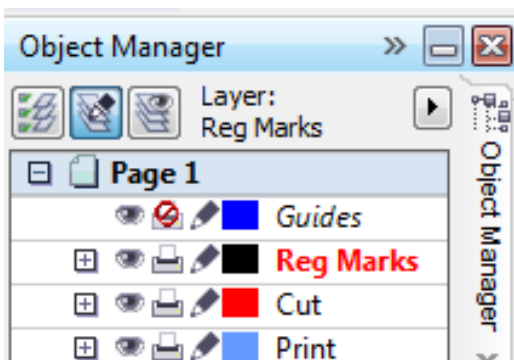 Object Manager
Layer:
Reg Marks
Page 1
Guides
Reg Marks
Cut
Print
Object Manager